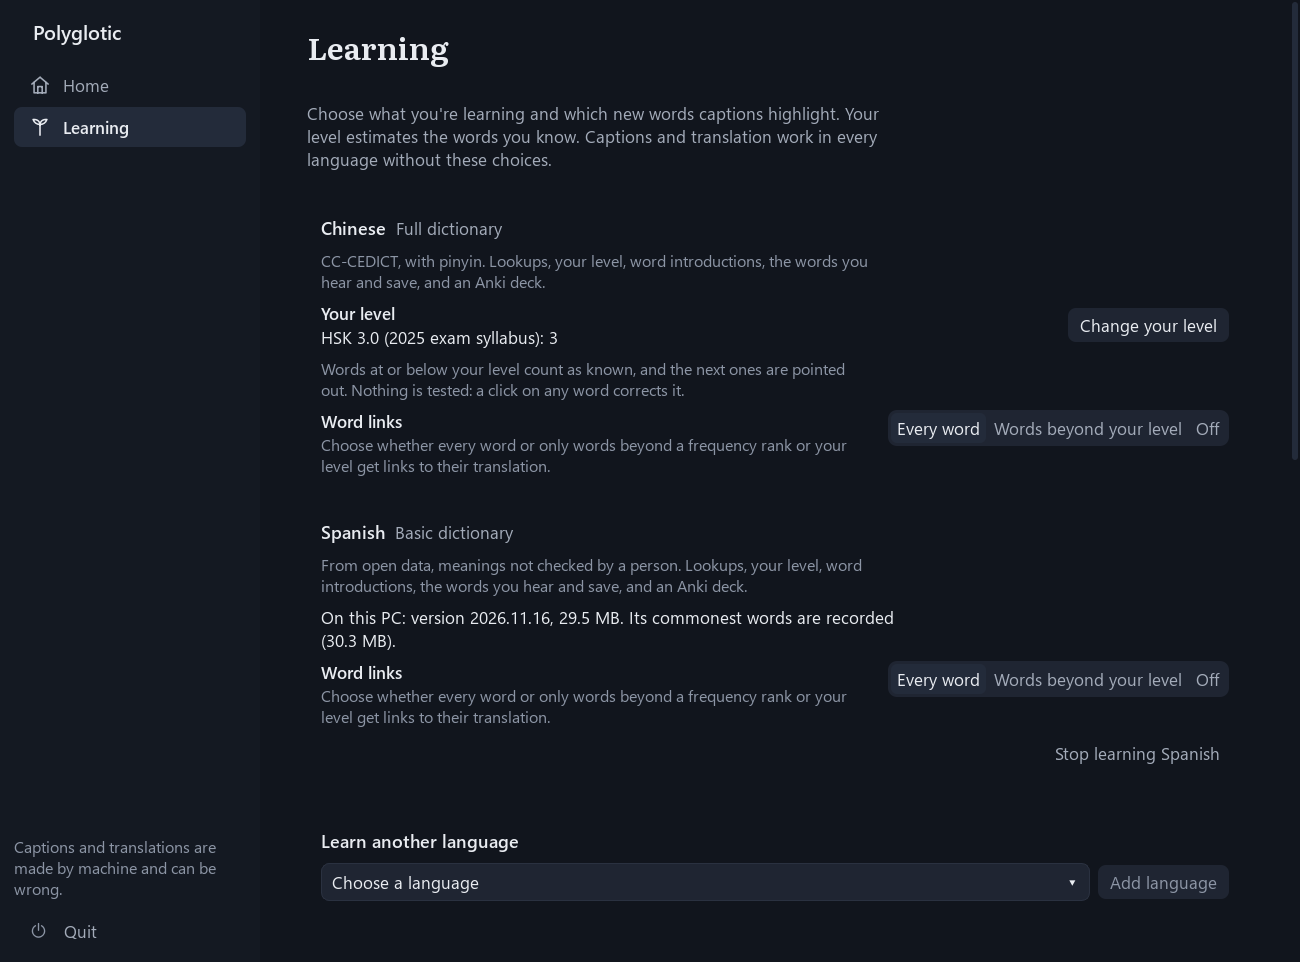 Polyglotic
Home
Learning
Captions and translations are
made by machine and can be
wrong.
Quit
Learning
Choose what you're learning and which new words captions highlight. Your
level estimates the words you know. Captions and translation work in every
language without these choices.
Chinese Full dictionary
CC-CEDICT, with pinyin. Lookups, your level, word introductions, the words you
hear and save, and an Anki deck.
Your level
HSK 3.0 (2025 exam syllabus): 3
Change your level
Words at or below your level count as known, and the next ones are pointed
out. Nothing is tested: a click on any word corrects it.
Word links
Every word Words beyond your level Off
Choose whether every word or only words beyond a frequency rank or your
level get links to their translation.
Spanish Basic dictionary
From open data, meanings not checked by a person. Lookups, your level, word
introductions, the words you hear and save, and an Anki deck.
On this PC: version 2026.11.16, 29.5 MB. Its commonest words are recorded
(30.3 MB).
Word links
Every word Words beyond your level Off
Choose whether every word or only words beyond a frequency rank or your
level get links to their translation.
Stop learning Spanish
Learn another language
Choose a language
Add language